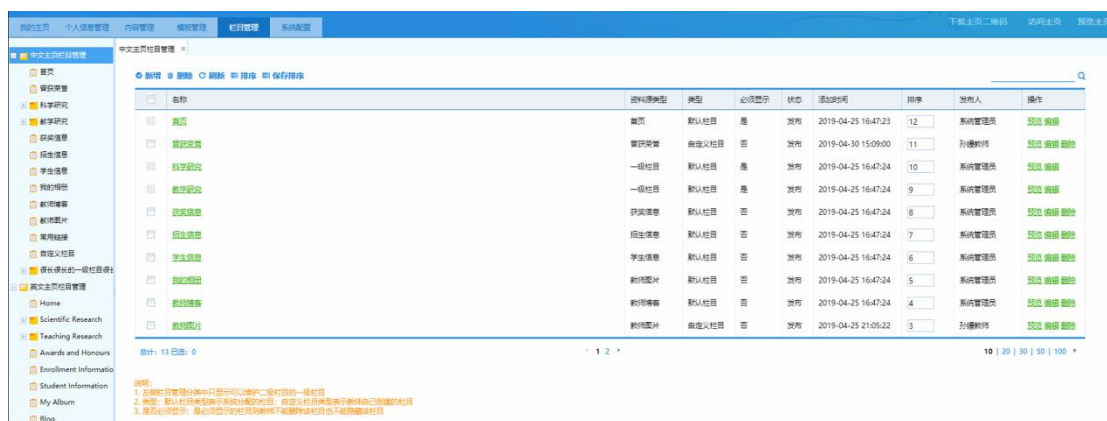 下载主页二维码 访问主页 预览主页
我的主页 个人信息管理 内容管理 模板管理 栏目管理 系统配置
中文主页栏目管理
首页
曾获荣誉
科学研究
教学研究
获奖信息
招生信息
学生信息
我的相册
教师博客
教师图片
常用链接
自定义栏目
很长很长的一级栏目很长
英文主页栏目管理
Home
Scientific Research
Teaching Research
Awards and Honours
Enrollment Informatio
Student Information
My Album
Blog
中文主页栏目管理 ×
新增 删除 刷新 排序 保存排序
名称 资料源类型 类型 必须显示 状态 添加时间 排序 发布人 操作
首页 首页 默认栏目 是 发布 2019-04-25 16:47:23 12 系统管理员 预览 编辑
曾获荣誉 曾获荣誉 自定义栏目 否 发布 2019-04-30 15:09:00 11 孙嫚教师 预览 编辑 删除
科学研究 一级栏目 默认栏目 是 发布 2019-04-25 16:47:24 10 系统管理员 预览 编辑
教学研究 一级栏目 默认栏目 是 发布 2019-04-25 16:47:24 9 系统管理员 预览 编辑
获奖信息 获奖信息 默认栏目 否 发布 2019-04-25 16:47:24 8 系统管理员 预览 编辑 删除
招生信息 招生信息 默认栏目 否 发布 2019-04-25 16:47:24 7 系统管理员 预览 编辑 删除
学生信息 学生信息 默认栏目 否 发布 2019-04-25 16:47:24 6 系统管理员 预览 编辑 删除
我的相册 教师图片 默认栏目 否 发布 2019-04-25 16:47:24 5 系统管理员 预览 编辑 删除
教师博客 教师博客 默认栏目 否 发布 2019-04-25 16:47:24 4 系统管理员 预览 编辑 删除
教师图片 教师图片 自定义栏目 否 发布 2019-04-25 21:05:22 3 孙嫚教师 预览 编辑 删除
总计: 13 已选: 0 1 2 10 | 20 | 30 | 50 | 100
说明:
1. 左侧栏目管理分类中只显示可以维护二级栏目的一级栏目
2. 类型: 默认栏目类型表示系统分配的栏目; 自定义栏目类型表示教师自己创建的栏目
3. 是否必须显示: 是必须显示的栏目则教师不能删除该栏目也不能隐藏该栏目